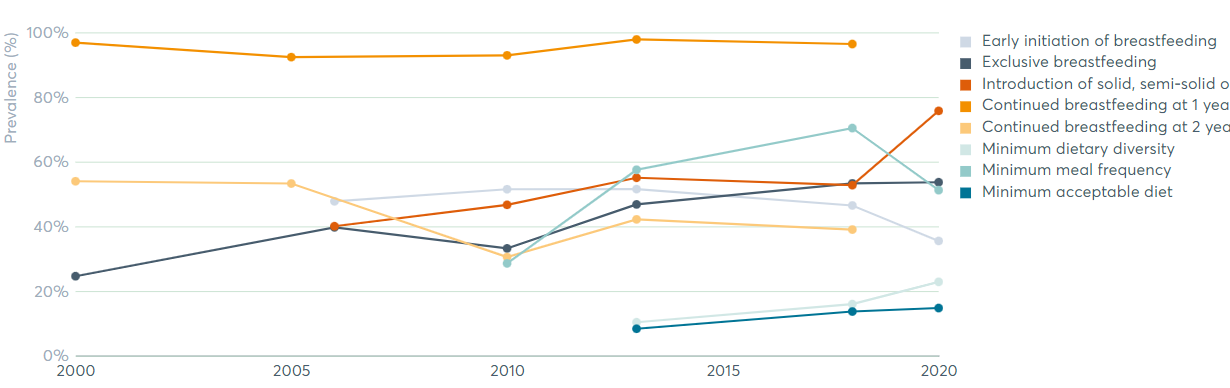 Prevalence (%)
100%
80%
60%
40%
20%
0%
2000
2005
2010
2015
2020
Early initiation of breastfeeding
Exclusive breastfeeding
Introduction of solid, semi-solid o
Continued breastfeeding at 1 yea
Continued breastfeeding at 2 yea
Minimum dietary diversity
Minimum meal frequency
Minimum acceptable diet